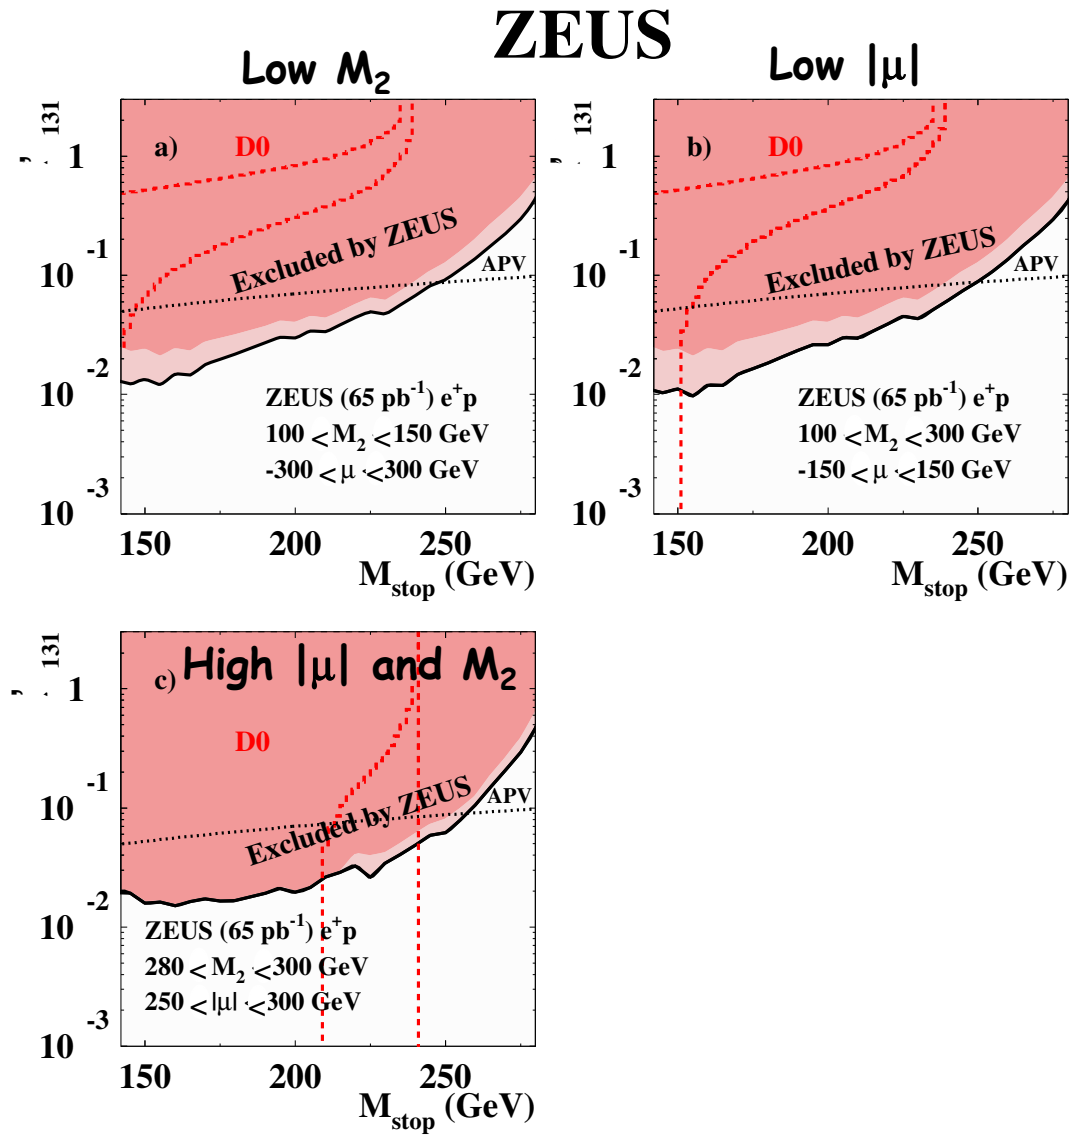 ZEUS
Low M₂
Low |μ|
, 131
a)
D0
1
10 -1
10 -2
10 -3
Excluded by ZEUS
APV
ZEUS (65 pb⁻¹) e⁺p
100 < M₂ < 150 GeV
-300 < μ < 300 GeV
150 200 250
M_stop (GeV)
, 131
b)
D0
1
10 -1
10 -2
10 -3
Excluded by ZEUS
APV
ZEUS (65 pb⁻¹) e⁺p
100 < M₂ < 300 GeV
-150 < μ < 150 GeV
150 200 250
M_stop (GeV)
, 131
c)
High |μ| and M₂
D0
1
10 -1
10 -2
10 -3
Excluded by ZEUS
APV
ZEUS (65 pb⁻¹) e⁺p
280 < M₂ < 300 GeV
250 < |μ| < 300 GeV
150 200 250
M_stop (GeV)